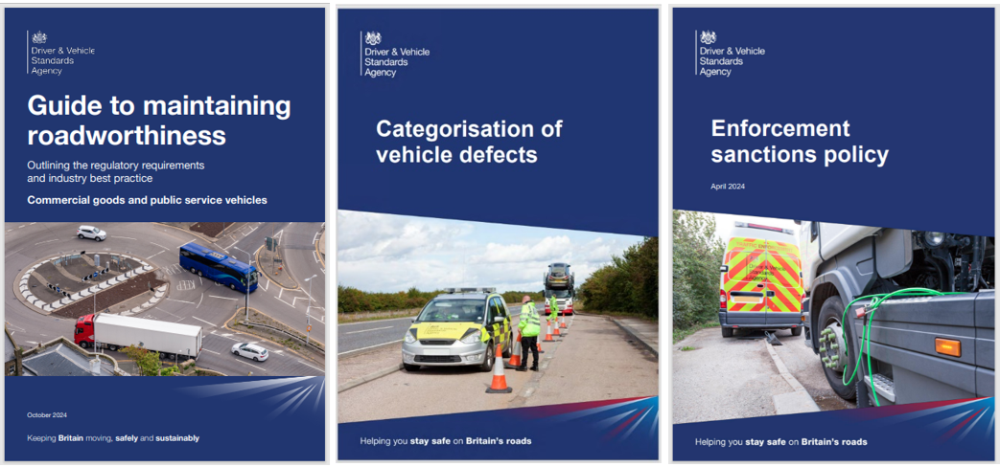 Driver & Vehicle
Standards
Agency
Guide to maintaining
roadworthiness
Outlining the regulatory requirements
and industry best practice
Commercial goods and public service vehicles
October 2024
Keeping Britain moving, safely and sustainably
Driver & Vehicle
Standards
Agency
Categorisation of
vehicle defects
Helping you stay safe on Britain's roads
Driver & Vehicle
Standards
Agency
Enforcement
sanctions policy
April 2024
Helping you stay safe on Britain's roads